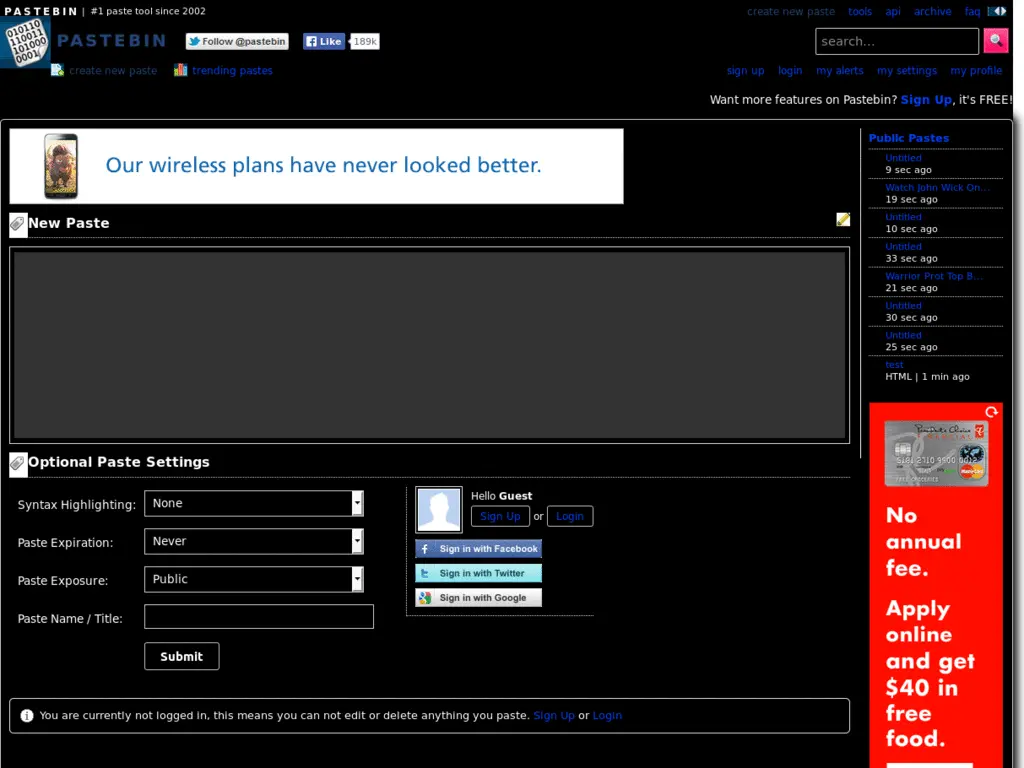 PASTEBIN | #1 paste tool since 2002
create new paste tools api archive faq
PASTEBIN
Follow @pastebin
Like 189k
search...
create new paste trending pastes
sign up login my alerts my settings my profile
Want more features on Pastebin? Sign Up, it's FREE!
Our wireless plans have never looked better.
New Paste
Optional Paste Settings
Syntax Highlighting: None
Paste Expiration: Never
Paste Exposure: Public
Paste Name / Title:
Submit
Hello Guest
Sign Up or Login
Sign in with Facebook
Sign in with Twitter
Sign in with Google
You are currently not logged in, this means you can not edit or delete anything you paste. Sign Up or Login
Public Pastes
Untitled
9 sec ago
Watch John Wick On...
19 sec ago
Untitled
10 sec ago
Untitled
33 sec ago
Warrior Prot Top B...
21 sec ago
Untitled
30 sec ago
Untitled
25 sec ago
test
HTML | 1 min ago
No
annual
fee.
Apply
online
and get
$40 in
free
food.